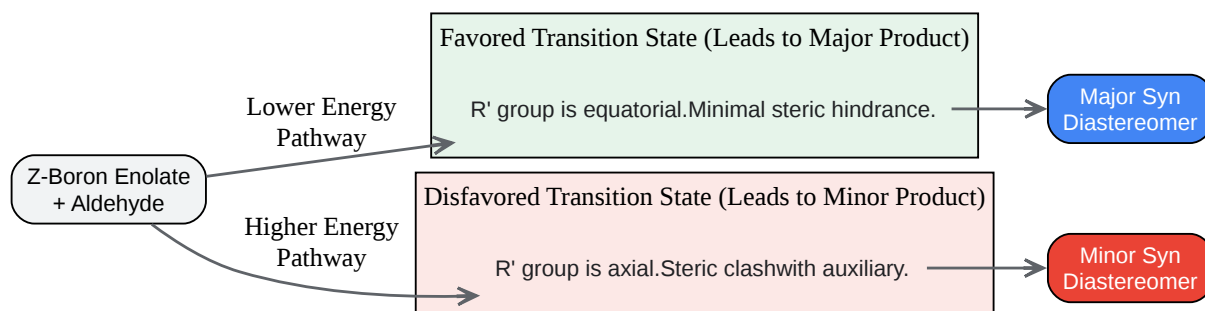 Favored Transition State (Leads to Major Product)
R' group is equatorial.Minimal steric hindrance.
Major Syn
Diastereomer
Lower Energy
Pathway
Z-Boron Enolate
+ Aldehyde
Disfavored Transition State (Leads to Minor Product)
Higher Energy
Pathway
R' group is axial.Steric clashwith auxiliary.
Minor Syn
Diastereomer